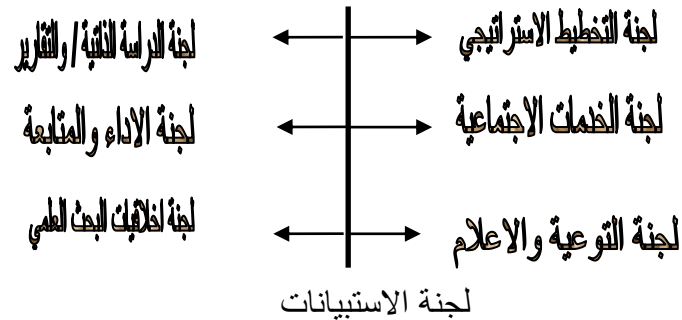 لجنة التخطيط الاستراتيجي
لجنة الدراسة الذاتية / والتقارير
لجنة الخدمات الاجتماعية
لجنة الاداء والمتابعة
لجنة التوعية والاعلام
لجنة اخلاقيات البحث العلمي
لجنة الاستبيانات